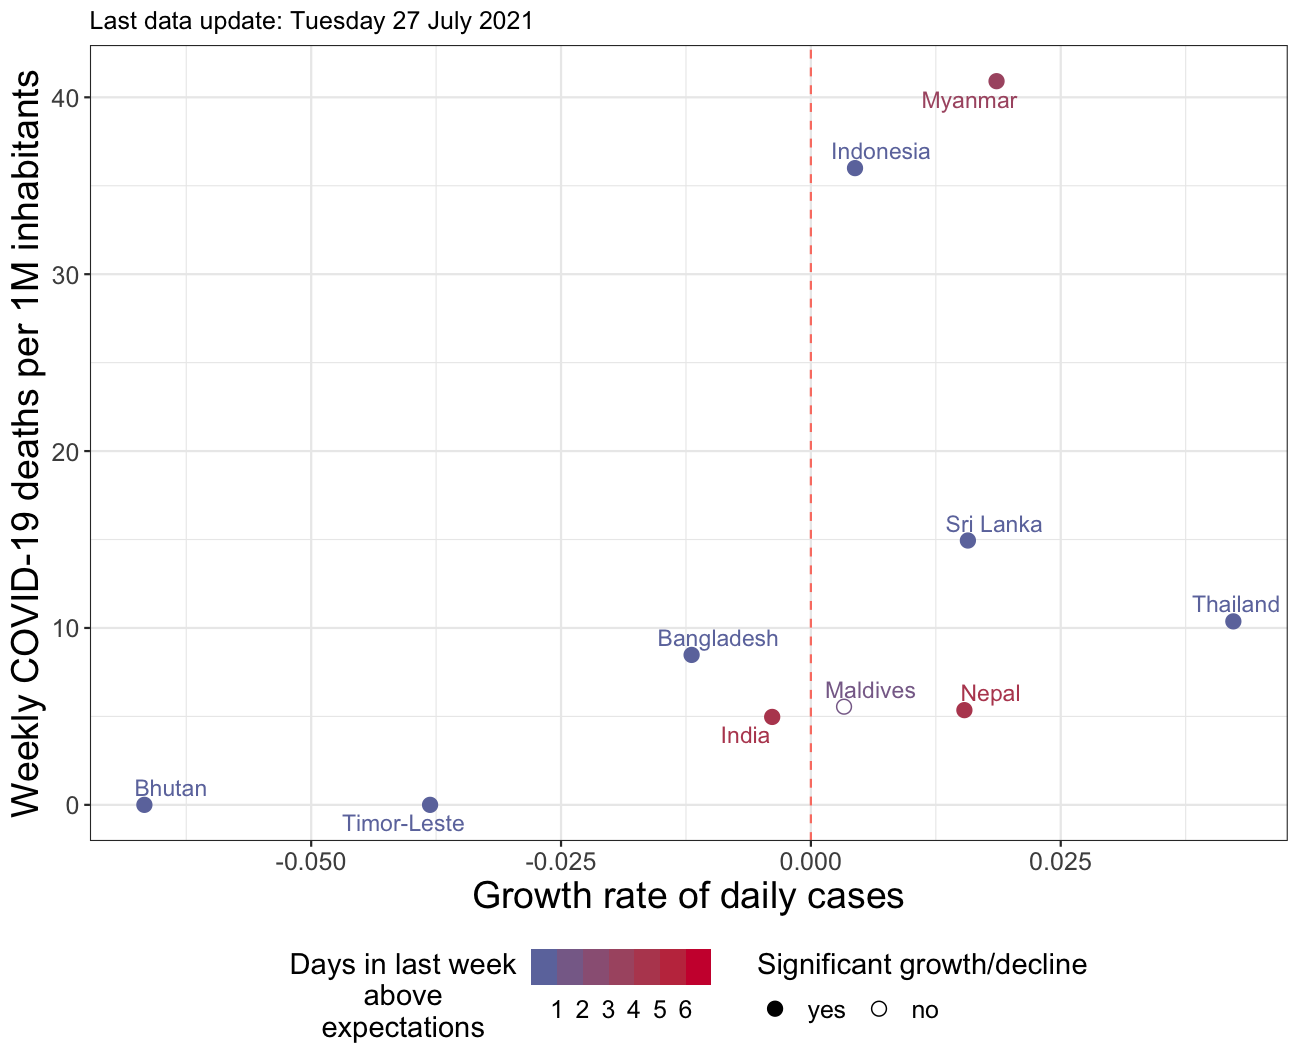 Last data update: Tuesday 27 July 2021
Weekly COVID-19 deaths per 1M inhabitants
40
30
20
10
0
Myanmar
Indonesia
Sri Lanka
Thailand
Bangladesh
Maldives
Nepal
India
Bhutan
Timor-Leste
-0.050
-0.025
0.000
0.025
Growth rate of daily cases
Days in last week
above
expectations
1 2 3 4 5 6
Significant growth/decline
yes
no